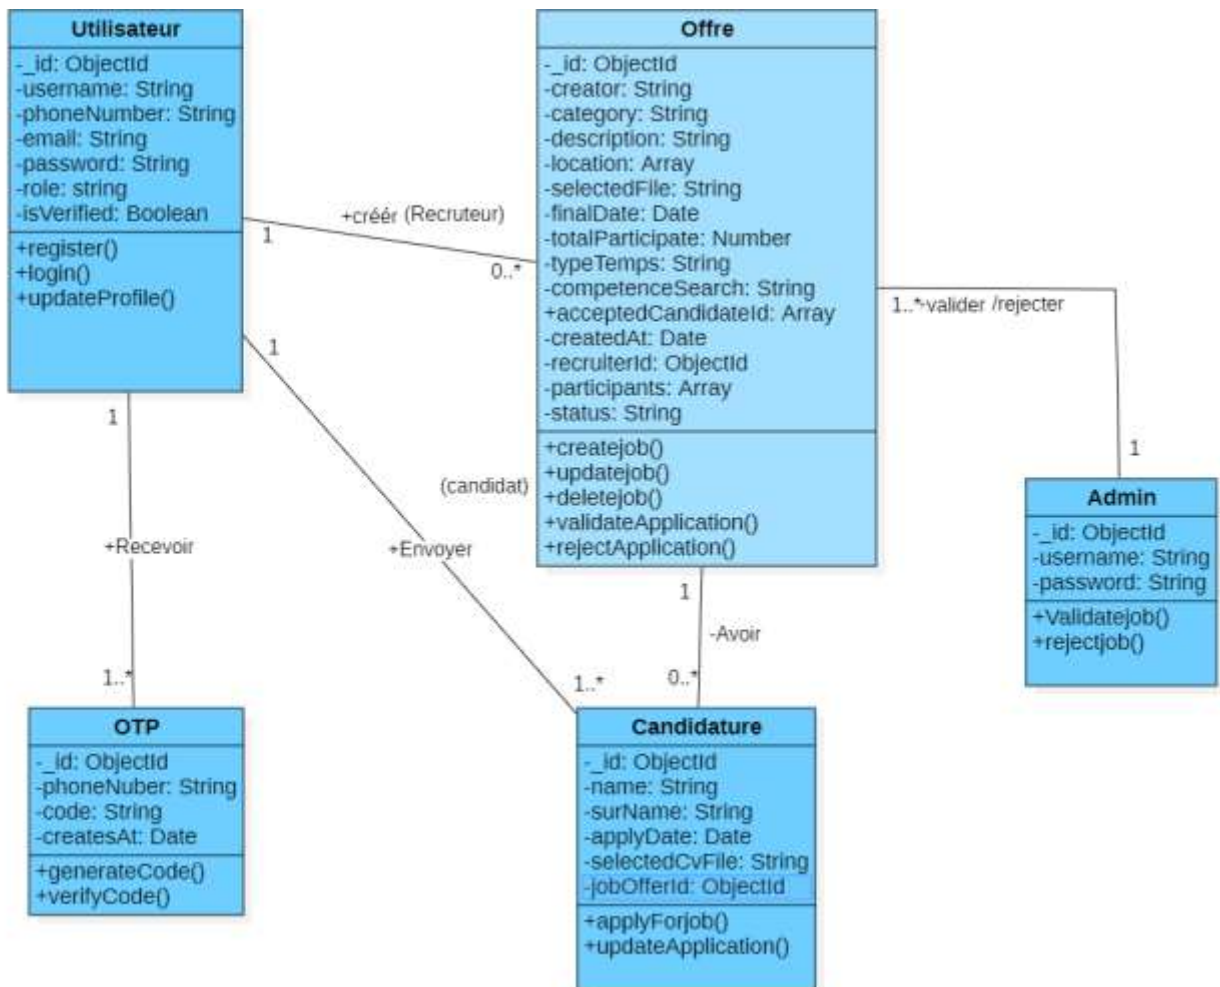 Utilisateur
-_id: ObjectId
-username: String
-phoneNumber: String
-email: String
-password: String
-role: string
-isVerified: Boolean
+register()
+login()
+updateProfile()
Offre
-_id: ObjectId
-creator: String
-category: String
-description: String
-location: Array
-selectedFile: String
-finalDate: Date
-totalParticipate: Number
-typeTemps: String
-competenceSearch: String
+acceptedCandidateId: Array
-createdAt: Date
-recruiterId: ObjectId
-participants: Array
-status: String
+createjob()
+updatejob()
+deletejob()
+validateApplication()
+rejectApplication()
+créér (Recruteur)
1
0..*
1..*
-valider /rejecter
1
1
1
(candidat)
+Recevoir
+Envoyer
1
-Avoir
1..*
1..*
0..*
Admin
-_id: ObjectId
-username: String
-password: String
+Validatejob()
+rejectjob()
OTP
-_id: ObjectId
-phoneNuber: String
-code: String
-createsAt: Date
+generateCode()
+verifyCode()
Candidature
-_id: ObjectId
-name: String
-surName: String
-applyDate: Date
-selectedCvFile: String
-jobOfferId: ObjectId
+applyForjob()
+updateApplication()